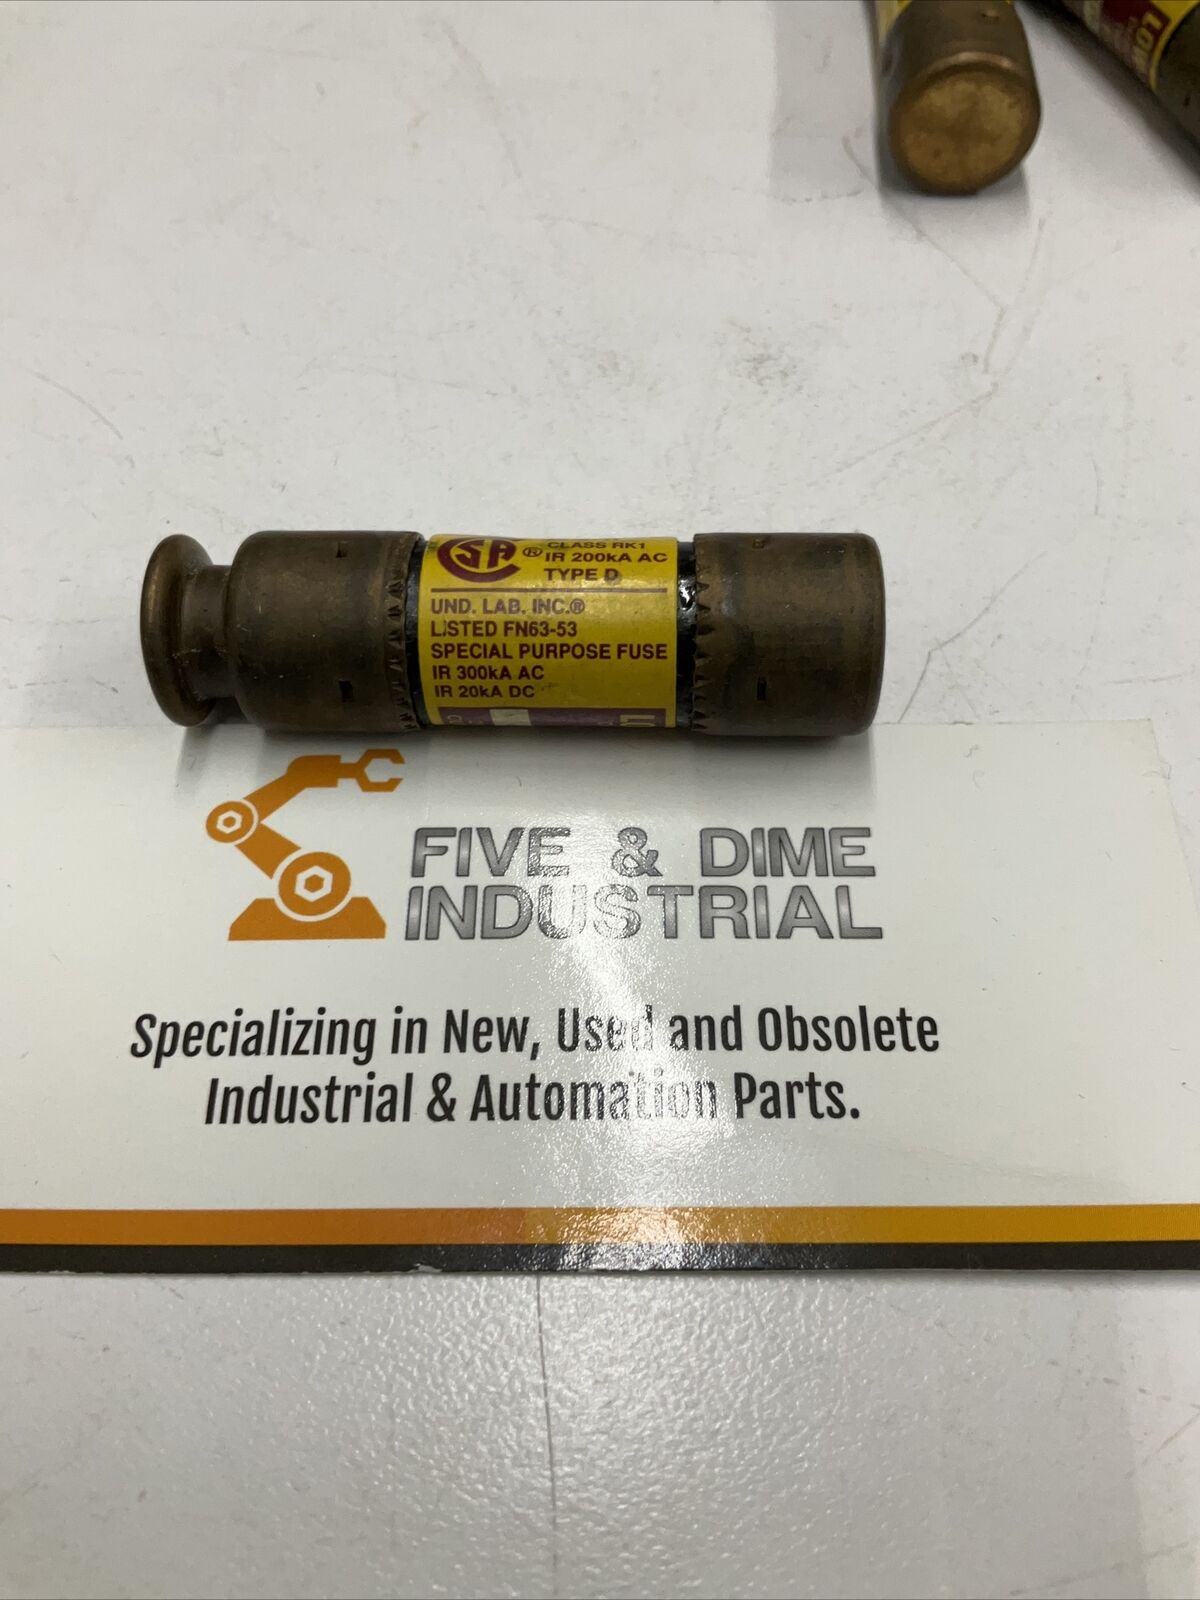 CSA ® CLASS RK1
IR 200kA AC
TYPE D
UND. LAB. INC.®
LISTED FN63-53
SPECIAL PURPOSE FUSE
IR 300kA AC
IR 20kA DC
FIVE & DIME
INDUSTRIAL
Specializing in New, Used and Obsolete
Industrial & Automation Parts.